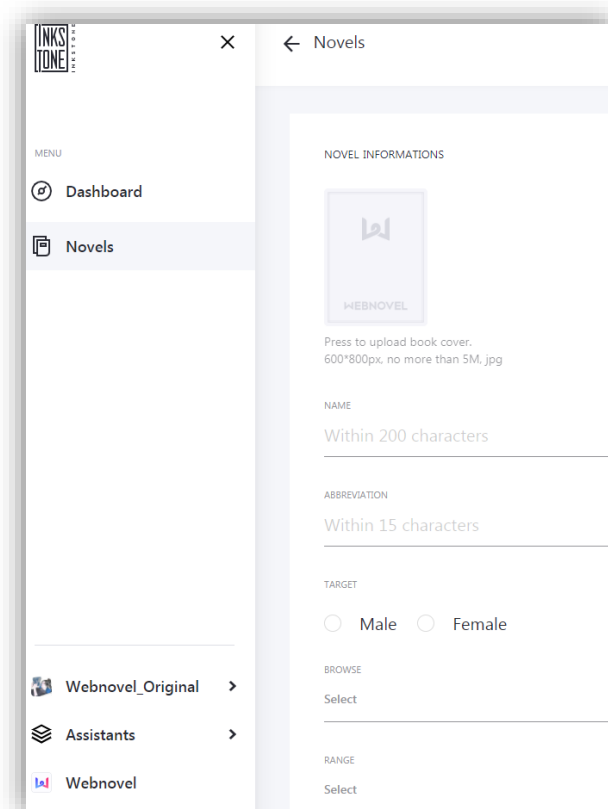 INKS
TONE
INKSTONE
MENU
Dashboard
Novels
Webnovel_Original
Assistants
Webnovel
Novels
NOVEL INFORMATIONS
WEBNOVEL
Press to upload book cover.
600*800px, no more than 5M, jpg
NAME
Within 200 characters
ABBREVIATION
Within 15 characters
TARGET
Male Female
BROWSE
Select
RANGE
Select